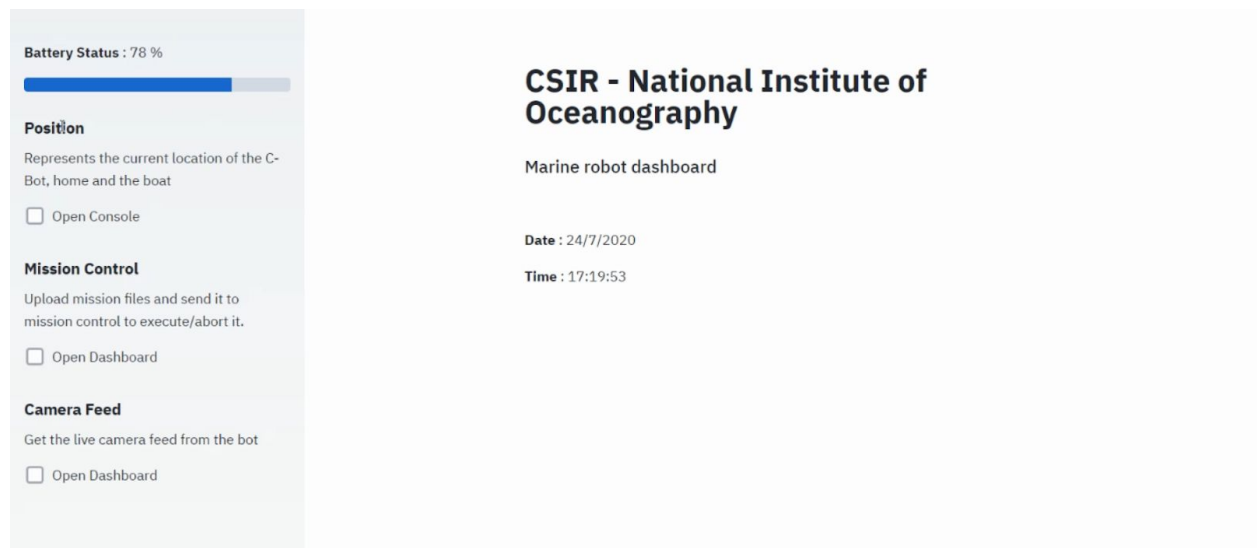 Battery Status : 78 %
Position
Represents the current location of the C-
Bot, home and the boat
Open Console
Mission Control
Upload mission files and send it to
mission control to execute/abort it.
Open Dashboard
Camera Feed
Get the live camera feed from the bot
Open Dashboard
CSIR - National Institute of
Oceanography
Marine robot dashboard
Date : 24/7/2020
Time : 17:19:53